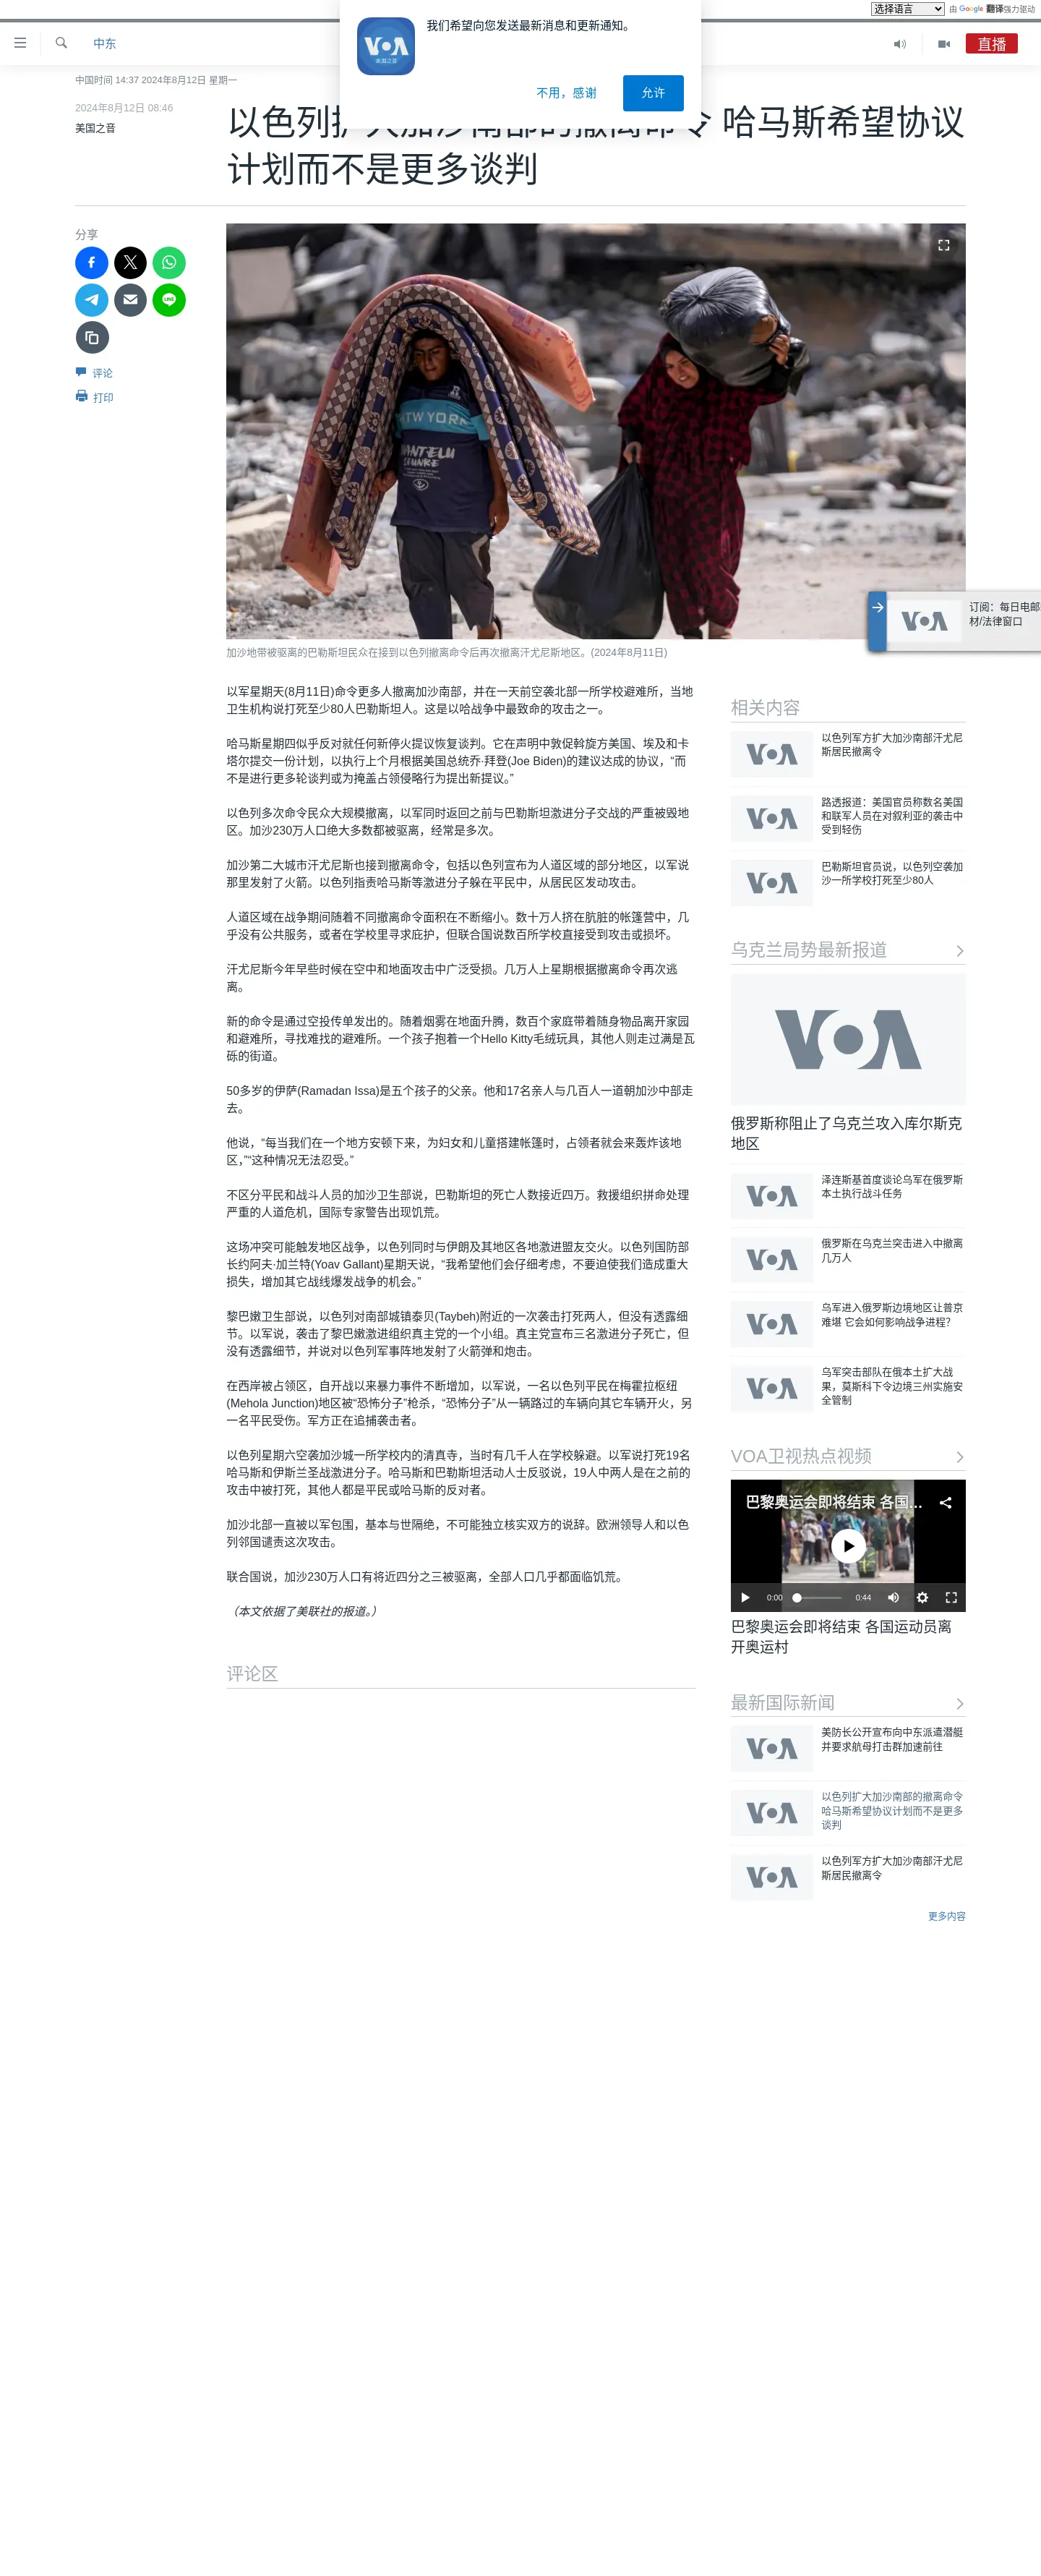 选择语言
由 Google 翻译强力驱动
VOA
美国之音
我们希望向您发送最新消息和更新通知。
不用，感谢
允许
中东
直播
中国时间 14:37 2024年8月12日 星期一
2024年8月12日 08:46
美国之音
哈马斯希望协议
计划而不是更多谈判
分享
评论
打印
NEW YORK
加沙地带被驱离的巴勒斯坦民众在接到以色列撤离命令后再次撤离汗尤尼斯地区。(2024年8月11日)
订阅：每日电邮
材/法律窗口
VOA
以军星期天(8月11日)命令更多人撤离加沙南部，并在一天前空袭北部一所学校避难所，当地
卫生机构说打死至少80人巴勒斯坦人。这是以哈战争中最致命的攻击之一。
哈马斯星期四似乎反对就任何新停火提议恢复谈判。它在声明中敦促斡旋方美国、埃及和卡
塔尔提交一份计划，以执行上个月根据美国总统乔·拜登(Joe Biden)的建议达成的协议，“而
不是进行更多轮谈判或为掩盖占领侵略行为提出新提议。”
以色列多次命令民众大规模撤离，以军同时返回之前与巴勒斯坦激进分子交战的严重被毁地
区。加沙230万人口绝大多数都被驱离，经常是多次。
加沙第二大城市汗尤尼斯也接到撤离命令，包括以色列宣布为人道区域的部分地区，以军说
那里发射了火箭。以色列指责哈马斯等激进分子躲在平民中，从居民区发动攻击。
人道区域在战争期间随着不同撤离命令面积在不断缩小。数十万人挤在肮脏的帐篷营中，几
乎没有公共服务，或者在学校里寻求庇护，但联合国说数百所学校直接受到攻击或损坏。
汗尤尼斯今年早些时候在空中和地面攻击中广泛受损。几万人上星期根据撤离命令再次逃
离。
新的命令是通过空投传单发出的。随着烟雾在地面升腾，数百个家庭带着随身物品离开家园
和避难所，寻找难找的避难所。一个孩子抱着一个Hello Kitty毛绒玩具，其他人则走过满是瓦
砾的街道。
50多岁的伊萨(Ramadan Issa)是五个孩子的父亲。他和17名亲人与几百人一道朝加沙中部走
去。
他说，“每当我们在一个地方安顿下来，为妇女和儿童搭建帐篷时，占领者就会来轰炸该地
区，”“这种情况无法忍受。”
不区分平民和战斗人员的加沙卫生部说，巴勒斯坦的死亡人数接近四万。救援组织拼命处理
严重的人道危机，国际专家警告出现饥荒。
这场冲突可能触发地区战争，以色列同时与伊朗及其地区各地激进盟友交火。以色列国防部
长约阿夫·加兰特(Yoav Gallant)星期天说，“我希望他们会仔细考虑，不要迫使我们造成重大
损失，增加其它战线爆发战争的机会。”
黎巴嫩卫生部说，以色列对南部城镇泰贝(Taybeh)附近的一次袭击打死两人，但没有透露细
节。以军说，袭击了黎巴嫩激进组织真主党的一个小组。真主党宣布三名激进分子死亡，但
没有透露细节，并说对以色列军事阵地发射了火箭弹和炮击。
在西岸被占领区，自开战以来暴力事件不断增加，以军说，一名以色列平民在梅霍拉枢纽
(Mehola Junction)地区被“恐怖分子”枪杀，“恐怖分子”从一辆路过的车辆向其它车辆开火，另
一名平民受伤。军方正在追捕袭击者。
以色列星期六空袭加沙城一所学校内的清真寺，当时有几千人在学校躲避。以军说打死19名
哈马斯和伊斯兰圣战激进分子。哈马斯和巴勒斯坦活动人士反驳说，19人中两人是在之前的
攻击中被打死，其他人都是平民或哈马斯的反对者。
加沙北部一直被以军包围，基本与世隔绝，不可能独立核实双方的说辞。欧洲领导人和以色
列邻国谴责这次攻击。
联合国说，加沙230万人口有将近四分之三被驱离，全部人口几乎都面临饥荒。
（本文依据了美联社的报道。）
评论区
相关内容
VOA
以色列军方扩大加沙南部汗尤尼
斯居民撤离令
VOA
路透报道：美国官员称数名美国
和联军人员在对叙利亚的袭击中
受到轻伤
VOA
巴勒斯坦官员说，以色列空袭加
沙一所学校打死至少80人
乌克兰局势最新报道
VOA
俄罗斯称阻止了乌克兰攻入库尔斯克
地区
VOA
泽连斯基首度谈论乌军在俄罗斯
本土执行战斗任务
VOA
俄罗斯在乌克兰突击进入中撤离
几万人
VOA
乌军进入俄罗斯边境地区让普京
难堪 它会如何影响战争进程？
VOA
乌军突击部队在俄本土扩大战
果，莫斯科下令边境三州实施安
全管制
VOA卫视热点视频
巴黎奥运会即将结束 各国...
0:00
0:44
巴黎奥运会即将结束 各国运动员离
开奥运村
最新国际新闻
VOA
美防长公开宣布向中东派遣潜艇
并要求航母打击群加速前往
VOA
以色列扩大加沙南部的撤离命令
哈马斯希望协议计划而不是更多
谈判
VOA
以色列军方扩大加沙南部汗尤尼
斯居民撤离令
更多内容